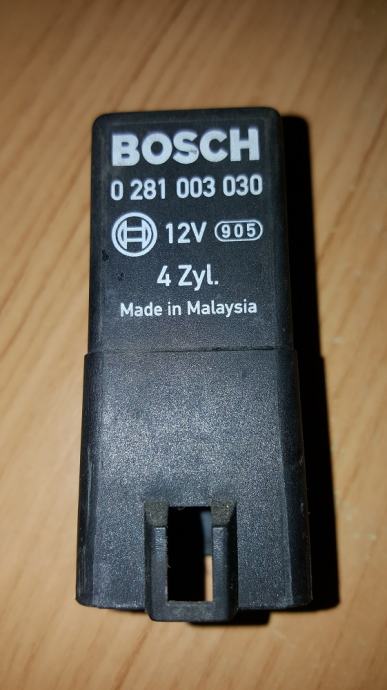 BOSCH
0 281 003 030
12V 905
4 Zyl.
Made in Malaysia